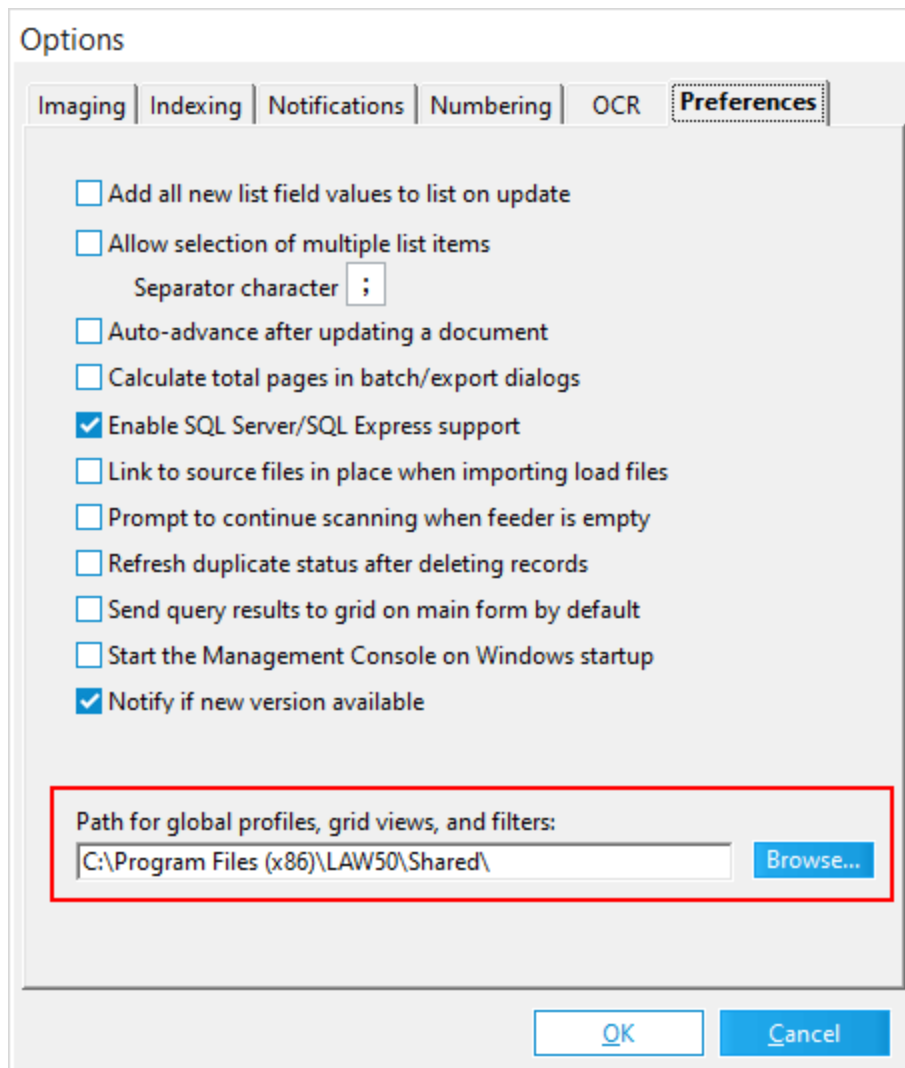 Options
Imaging Indexing Notifications Numbering OCR Preferences
Add all new list field values to list on update
Allow selection of multiple list items
Separator character ;
Auto-advance after updating a document
Calculate total pages in batch/export dialogs
Enable SQL Server/SQL Express support
Link to source files in place when importing load files
Prompt to continue scanning when feeder is empty
Refresh duplicate status after deleting records
Send query results to grid on main form by default
Start the Management Console on Windows startup
Notify if new version available
Path for global profiles, grid views, and filters:
C:\Program Files (x86)\LAW50\Shared\ Browse...
OK Cancel